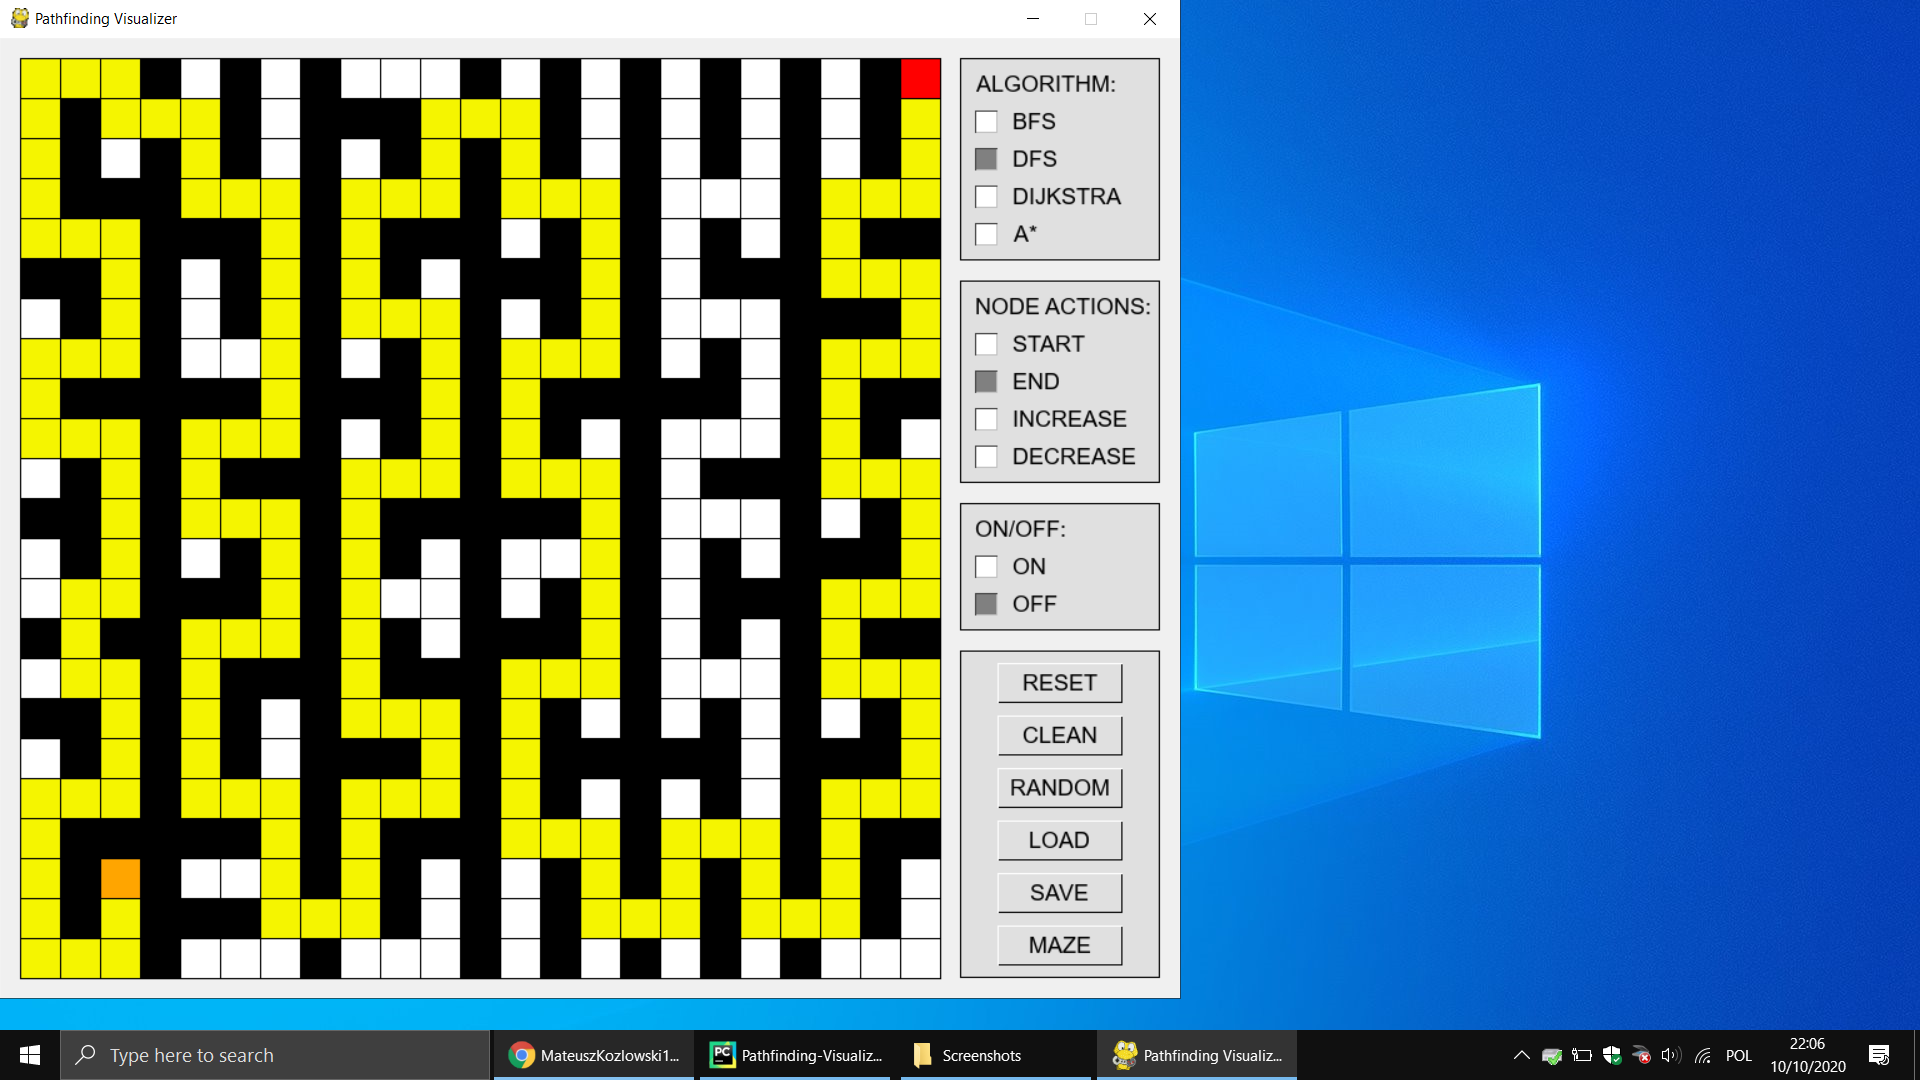 Pathfinding Visualizer
ALGORITHM:
BFS
DFS
DIJKSTRA
A*
NODE ACTIONS:
START
END
INCREASE
DECREASE
ON/OFF:
ON
OFF
RESET
CLEAN
RANDOM
LOAD
SAVE
MAZE
Type here to search
MateuszKozlowski1...
PC
Pathfinding-Visualiz...
Screenshots
Pathfinding Visualiz...
POL
22:06
10/10/2020